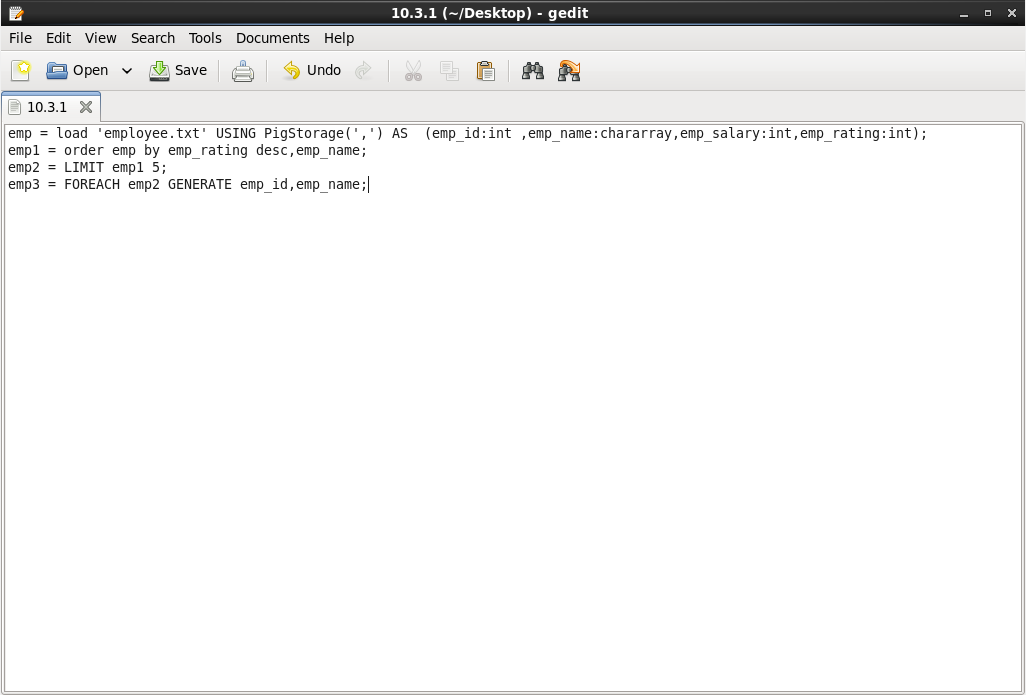 10.3.1 (~/Desktop) - gedit
File Edit View Search Tools Documents Help
Open Save Undo
10.3.1
emp = load 'employee.txt' USING PigStorage(',') AS  (emp_id:int ,emp_name:chararray,emp_salary:int,emp_rating:int);
emp1 = order emp by emp_rating desc,emp_name;
emp2 = LIMIT emp1 5;
emp3 = FOREACH emp2 GENERATE emp_id,emp_name;